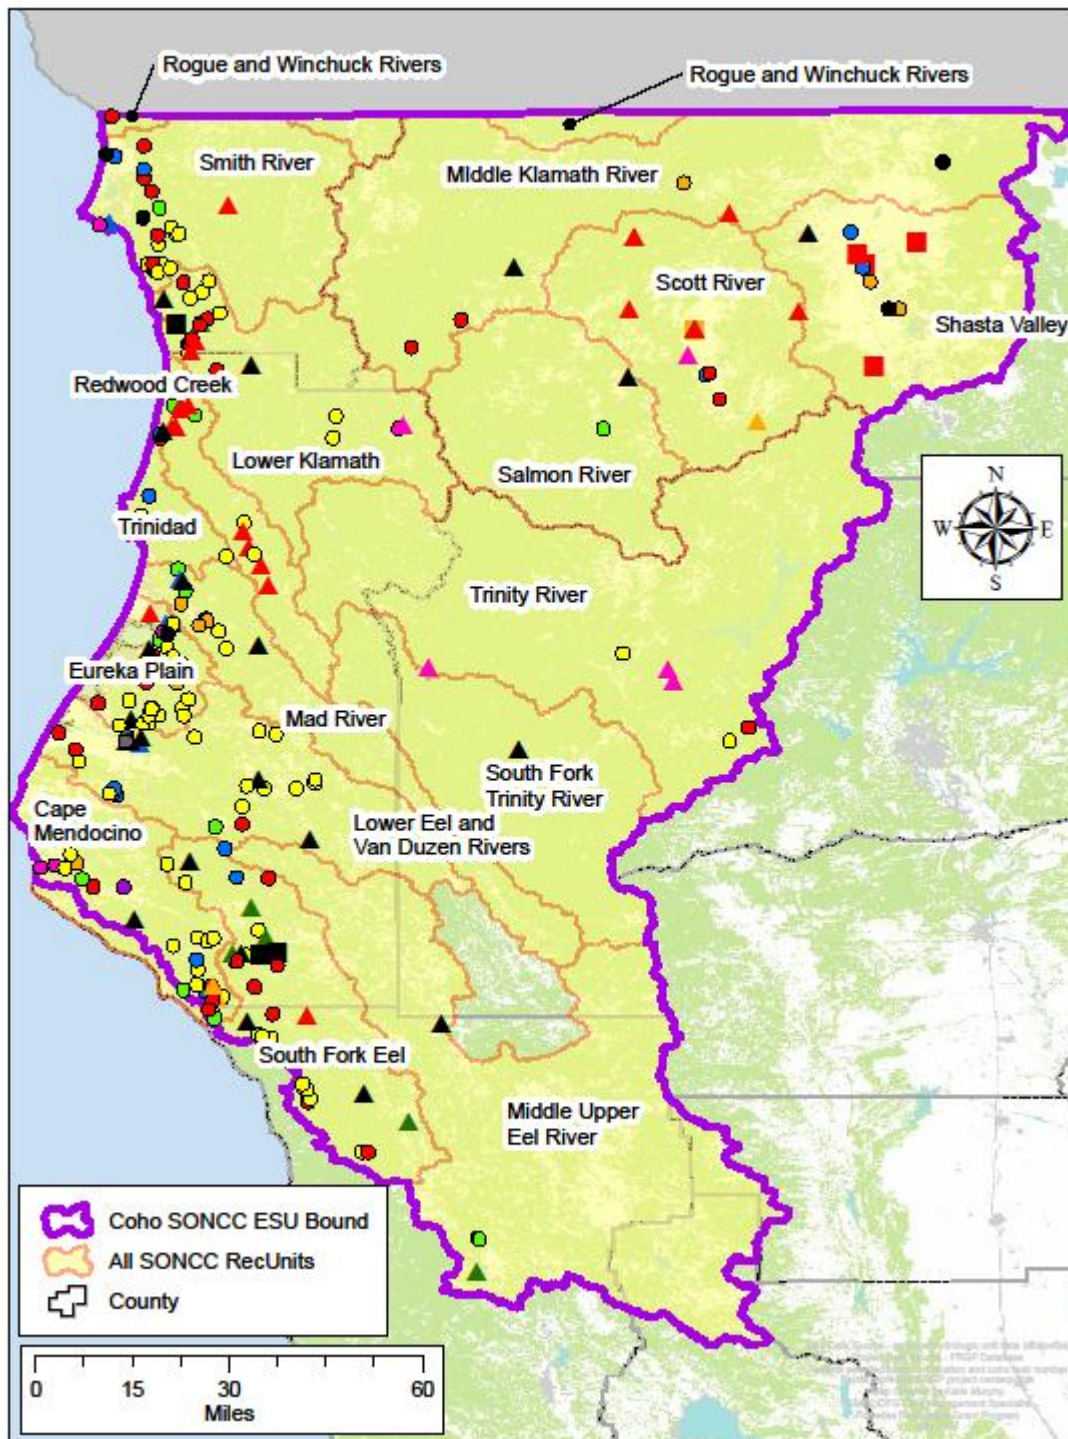 Rogue and Winchuck Rivers
Rogue and Winchuck Rivers
Smith River
MIddle Klamath River
Scott River
Shasta Valley
Redwood Creek
Lower Klamath
Salmon River
N
W
E
S
Trinidad
Trinity River
Eureka Plain
Mad River
South Fork
Trinity River
Cape
Mendocino
Lower Eel and
Van Duzen Rivers
South Fork Eel
Middle Upper
Eel River
Coho SONCC ESU Bound
All SONCC RecUnits
County
0 15 30 60
Miles